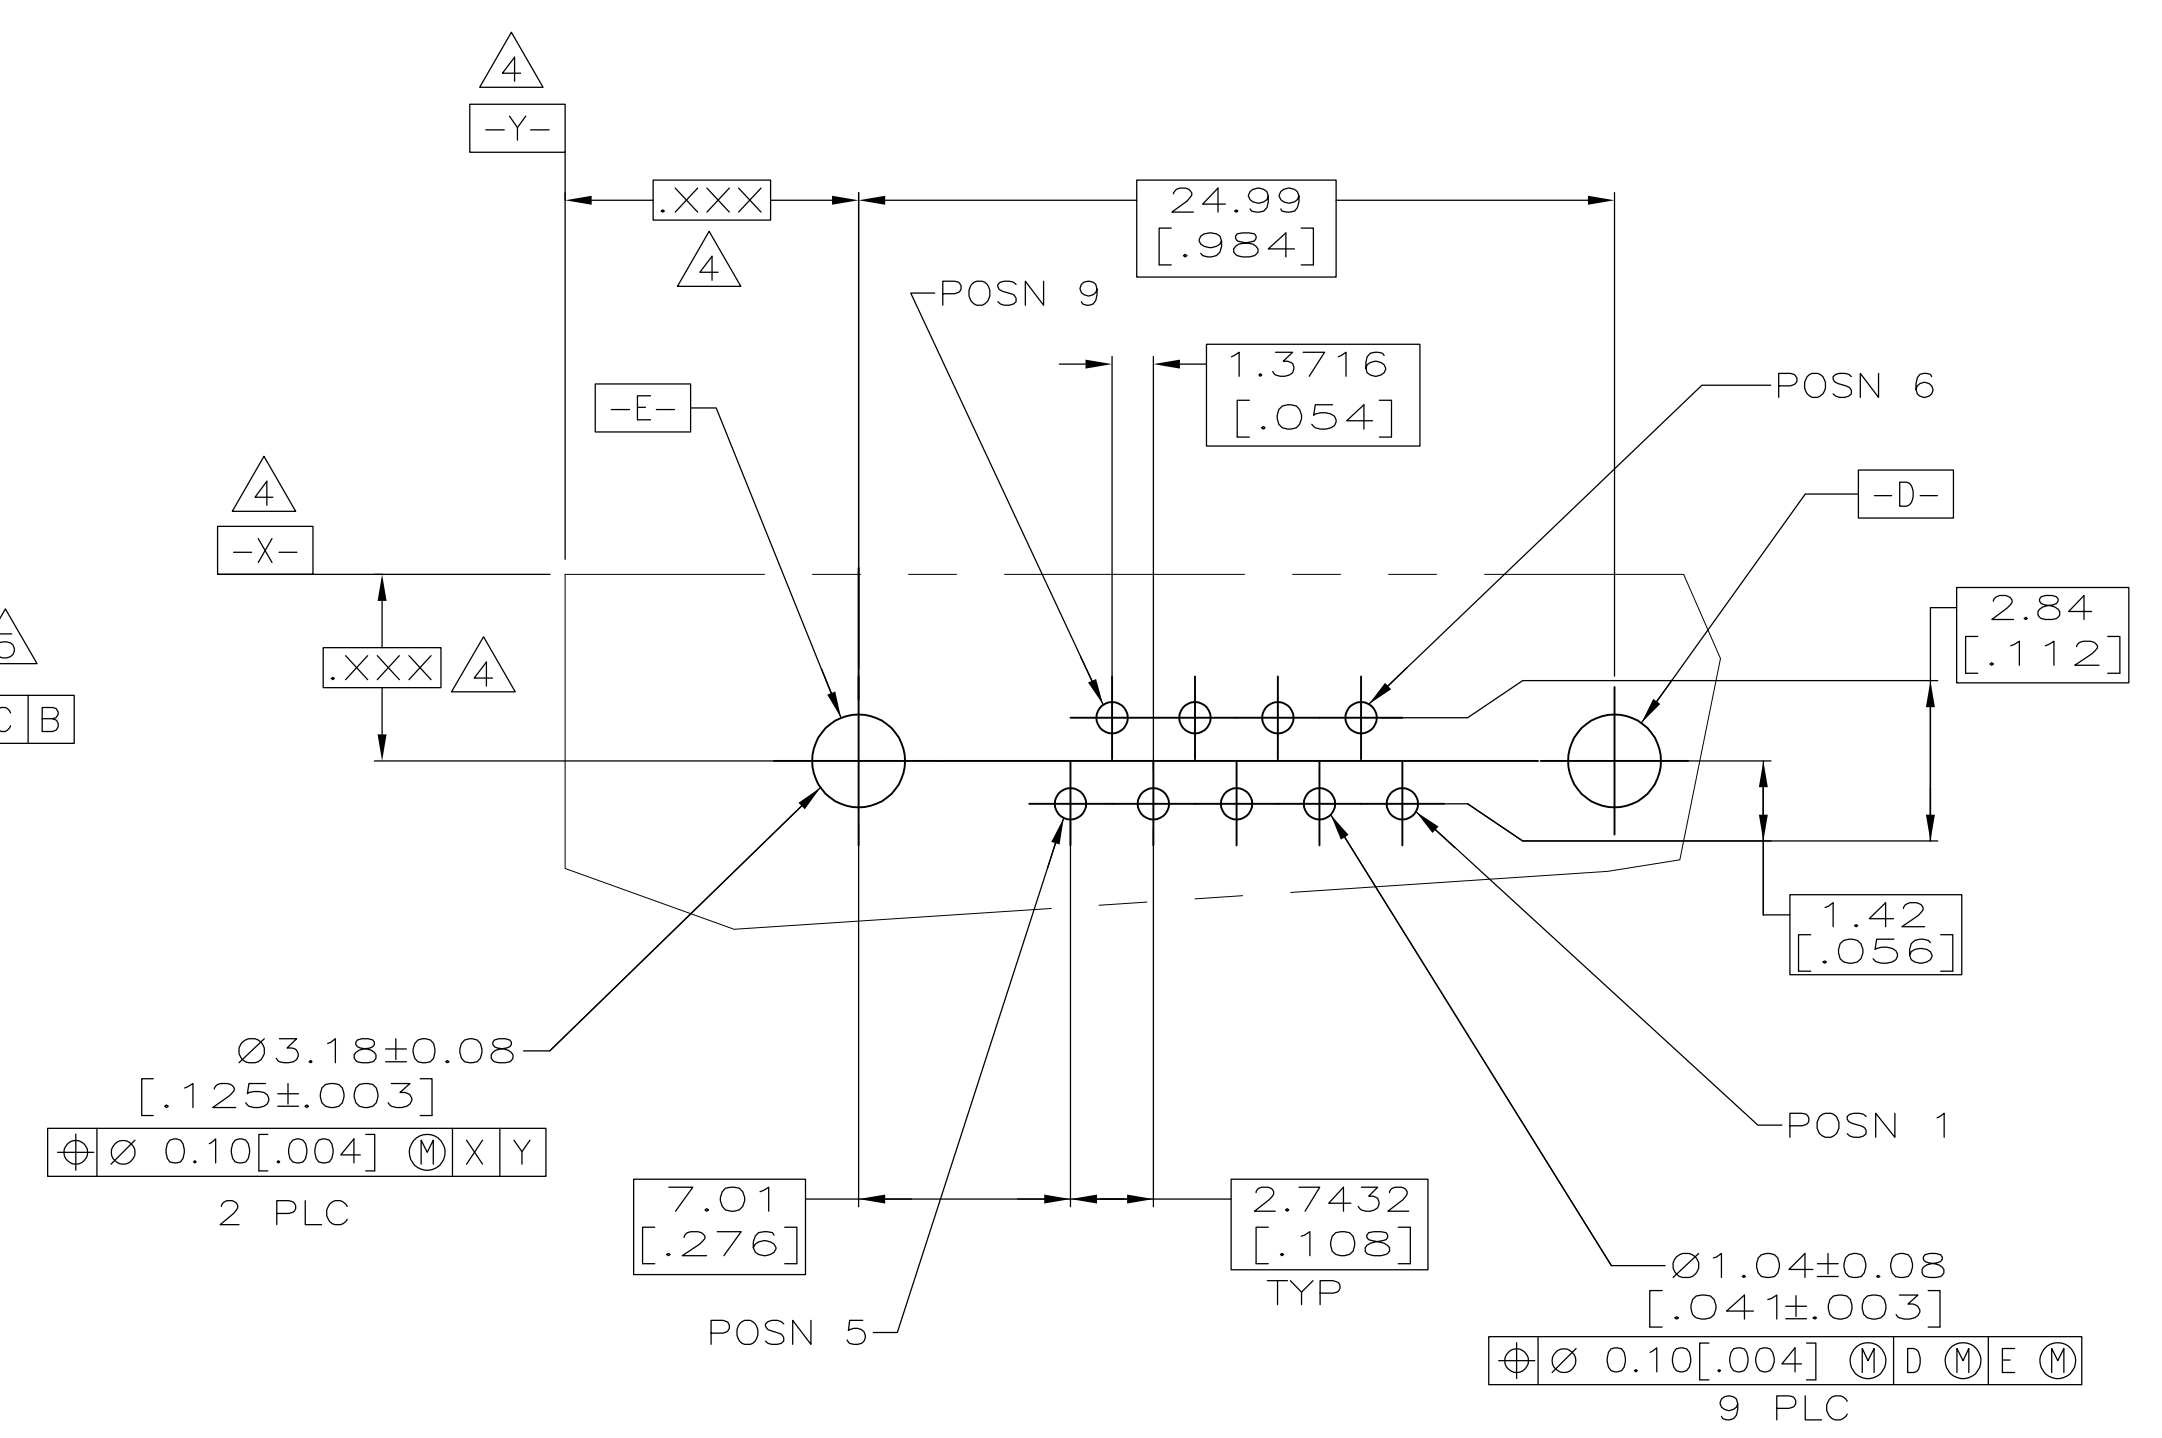 4
-Y-
.XXX
4
24.99
[.984]
POSN 9
1.3716
[.054]
POSN 6
-E-
-D-
4
-X-
.XXX 4
2.84
[.112]
5
C B
1.42
[.056]
Ø3.18±0.08
[.125±.003]
⌖ Ø 0.10[.004] Ⓜ X Y
2 PLC
POSN 1
7.01
[.276]
2.7432
[.108]
TYP
POSN 5
Ø1.04±0.08
[.041±.003]
⌖ Ø 0.10[.004] Ⓜ D Ⓜ E Ⓜ
9 PLC